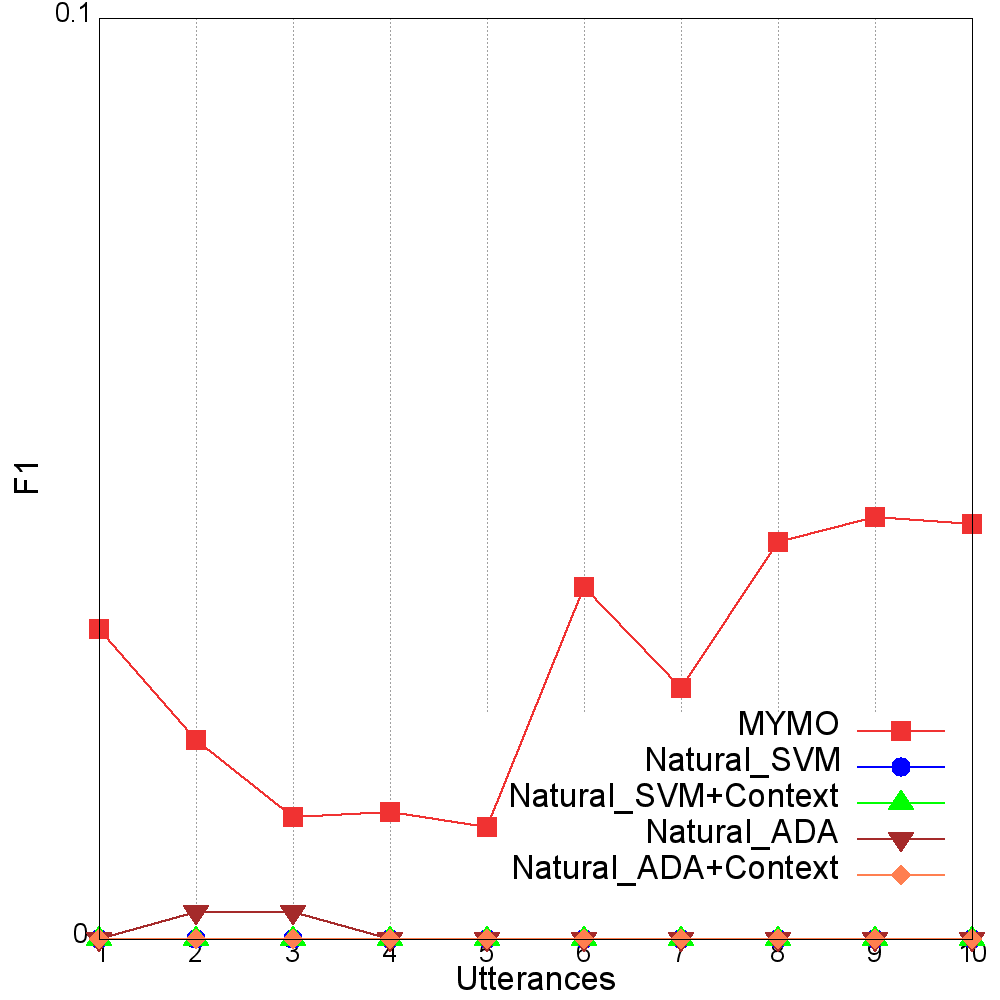 0.1
F1
MYMO
Natural_SVM
Natural_SVM+Context
Natural_ADA
Natural_ADA+Context
0
1 2 3 4 5 6 7 8 9 10
Utterances